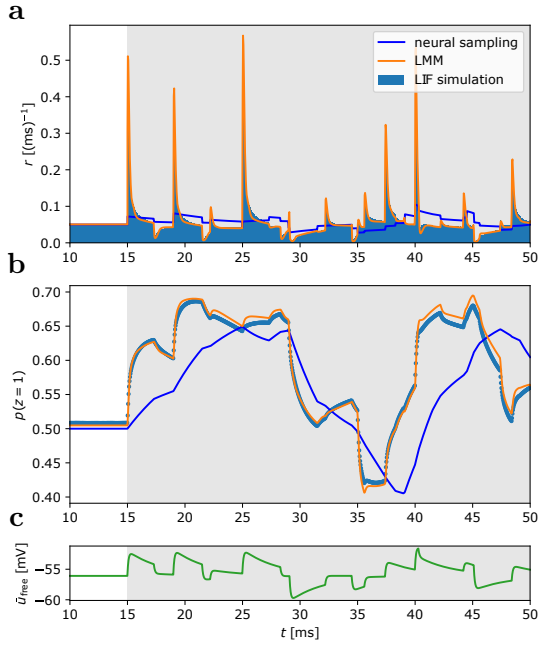 a
r [(ms)⁻¹]
0.5
0.4
0.3
0.2
0.1
0.0
neural sampling
LMM
LIF simulation
10 15 20 25 30 35 40 45 50
b
p(z = 1)
0.70
0.65
0.60
0.55
0.50
0.45
0.40
10 15 20 25 30 35 40 45 50
c
ū_free [mV]
−55
−60
10 15 20 25 30 35 40 45 50
t [ms]